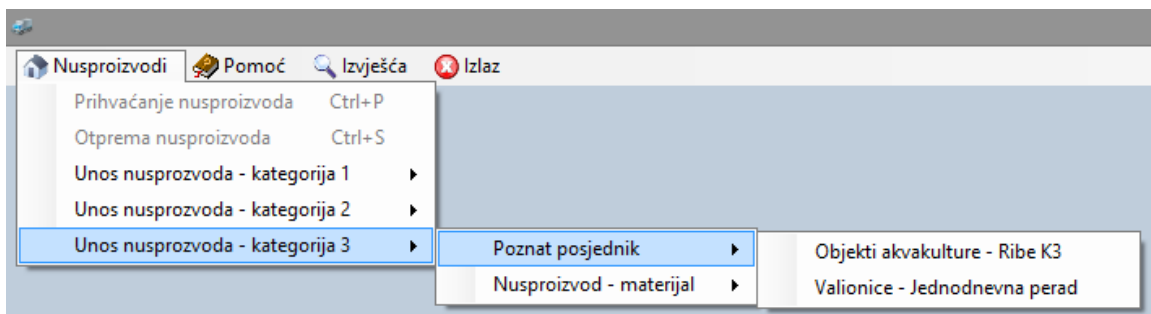 Nusproizvodi Pomoć Izvješća Izlaz
Prihvaćanje nusproizvoda Ctrl+P
Otprema nusproizvoda Ctrl+S
Unos nusprozvoda - kategorija 1
Unos nusprozvoda - kategorija 2
Unos nusprozvoda - kategorija 3
Poznat posjednik
Nusproizvod - materijal
Objekti akvakulture - Ribe K3
Valionice - Jednodnevna perad